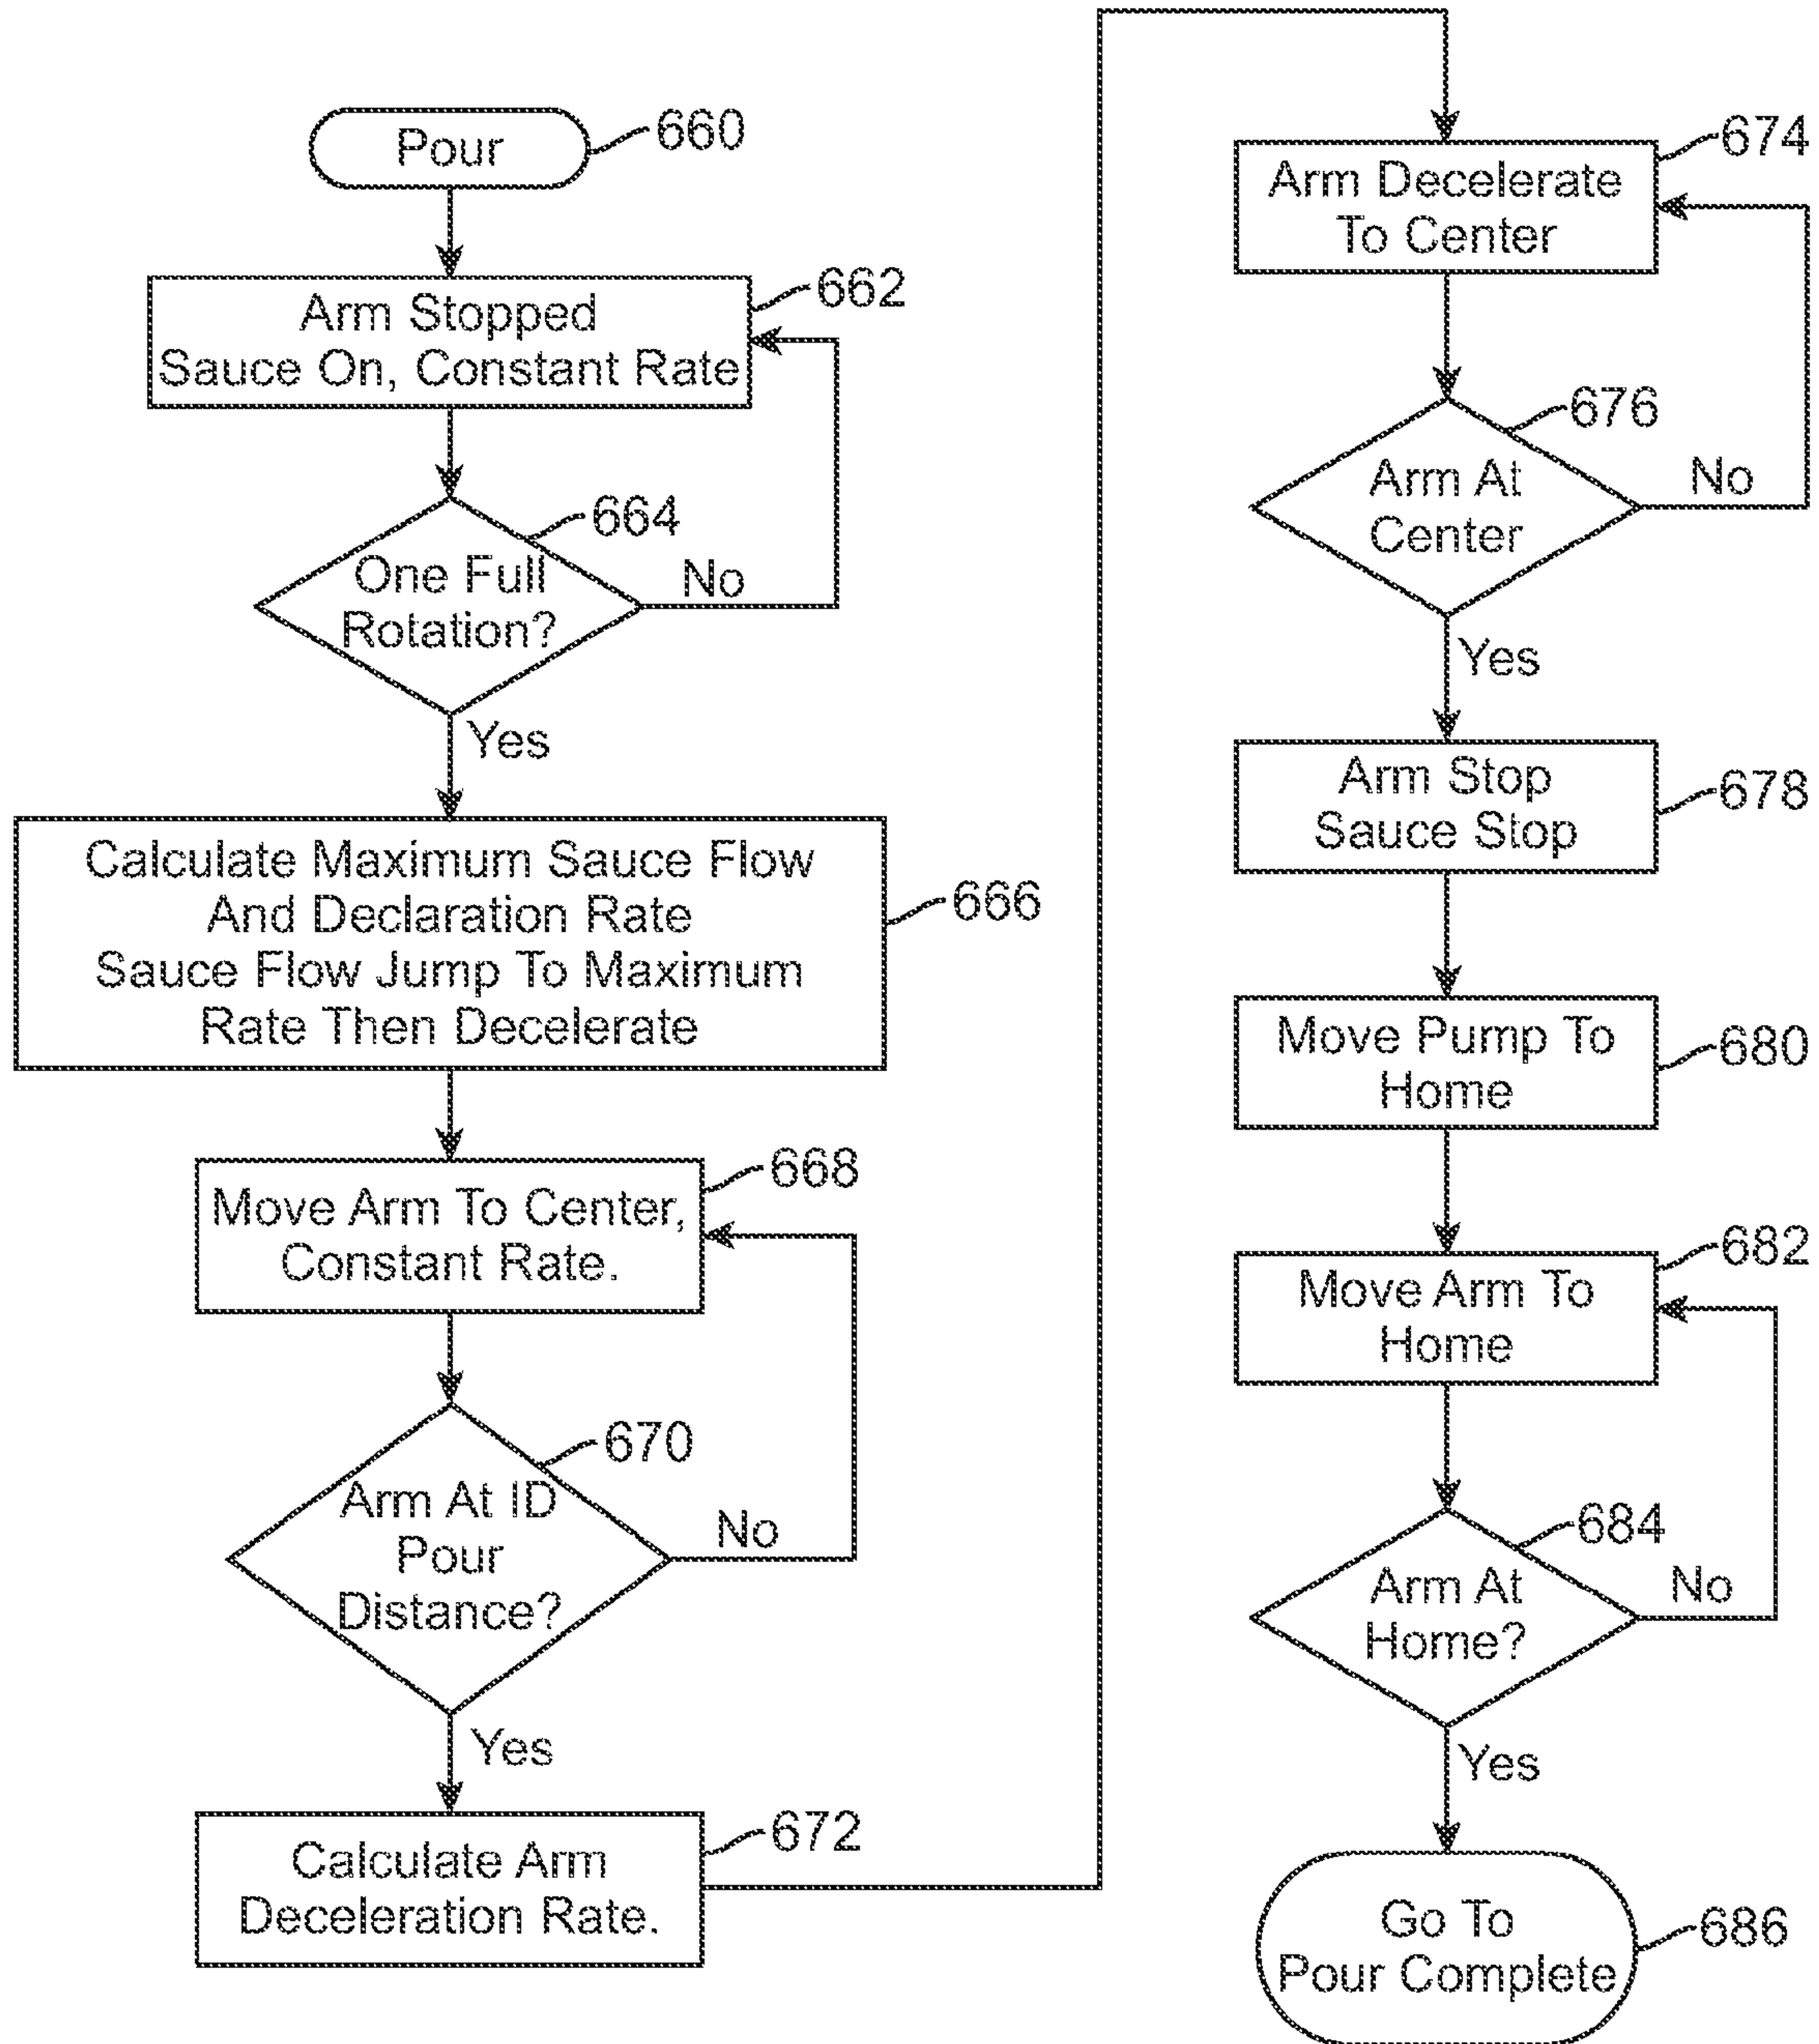 Pour
660
Arm Stopped
Sauce On, Constant Rate
662
One Full
Rotation?
664
No
Yes
Calculate Maximum Sauce Flow
And Declaration Rate
Sauce Flow Jump To Maximum
Rate Then Decelerate
666
Move Arm To Center,
Constant Rate.
668
Arm At ID
Pour
Distance?
670
No
Yes
Calculate Arm
Deceleration Rate.
672
Arm Decelerate
To Center
674
Arm At
Center
676
No
Yes
Arm Stop
Sauce Stop
678
Move Pump To
Home
680
Move Arm To
Home
682
Arm At
Home?
684
No
Yes
Go To
Pour Complete
686